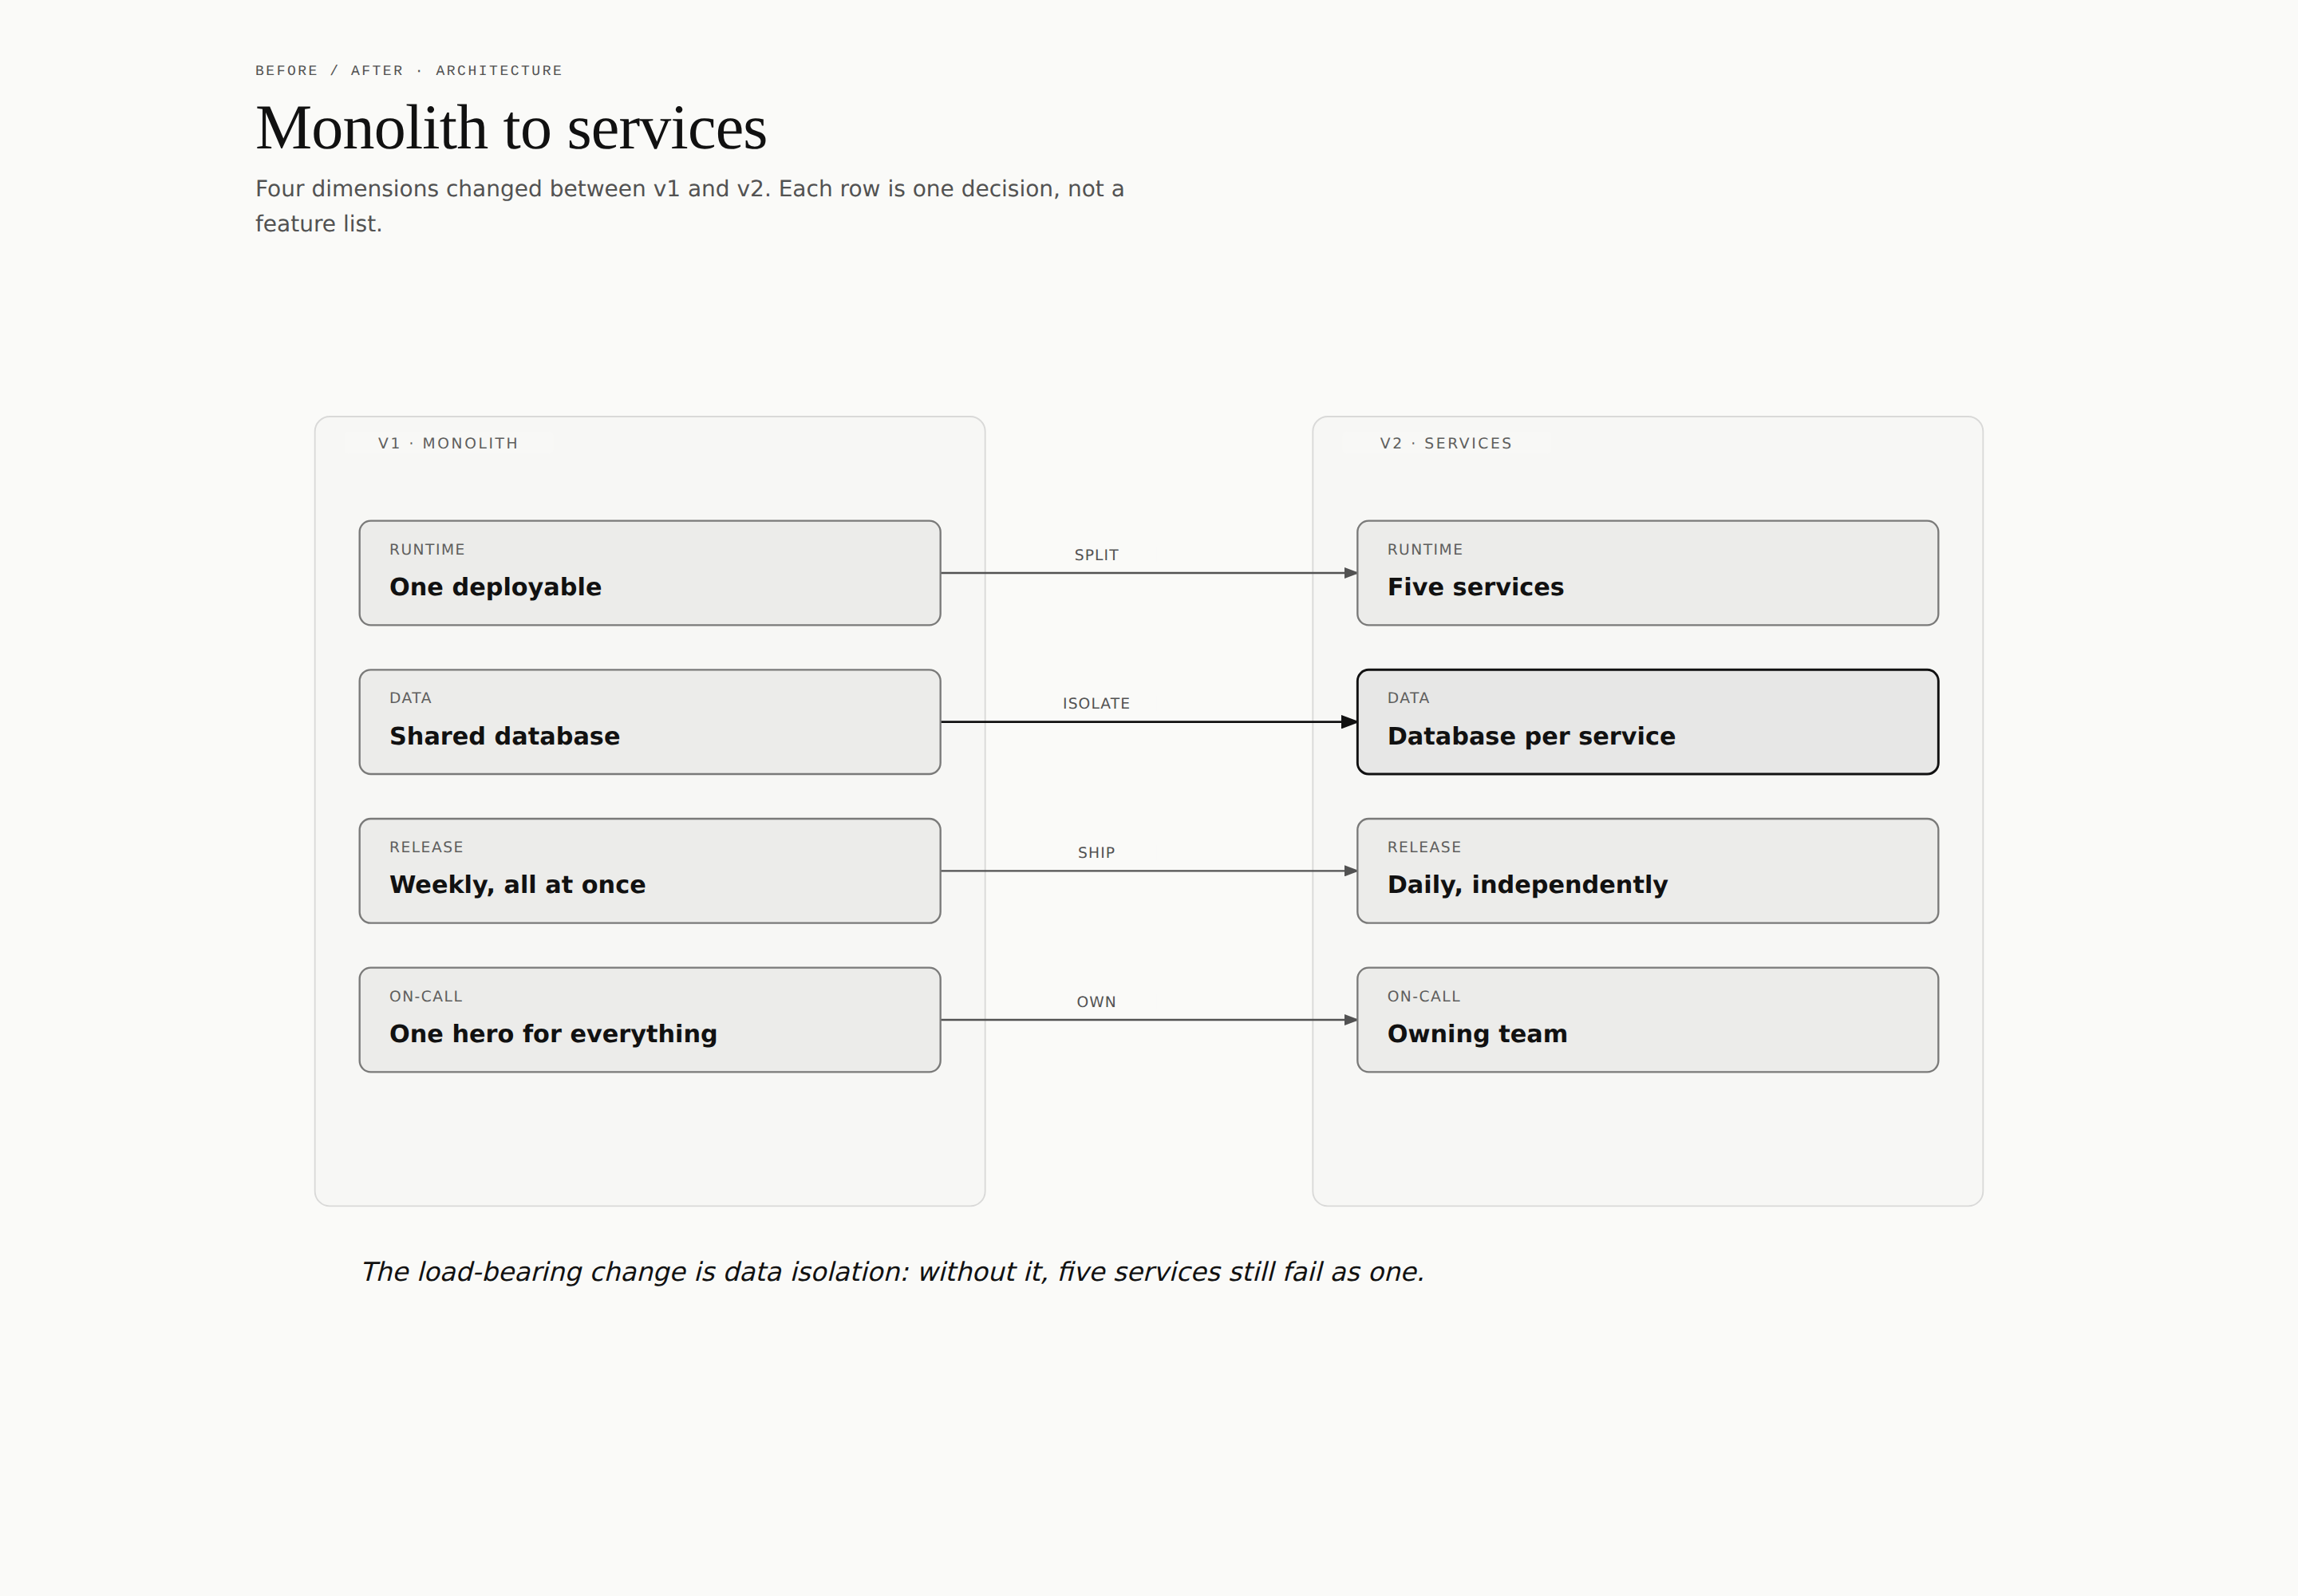 BEFORE / AFTER · ARCHITECTURE
Monolith to services
Four dimensions changed between v1 and v2. Each row is one decision, not a
feature list.
V1 · MONOLITH
V2 · SERVICES
RUNTIME
One deployable
SPLIT
RUNTIME
Five services
DATA
Shared database
ISOLATE
DATA
Database per service
RELEASE
Weekly, all at once
SHIP
RELEASE
Daily, independently
ON-CALL
One hero for everything
OWN
ON-CALL
Owning team
The load-bearing change is data isolation: without it, five services still fail as one.